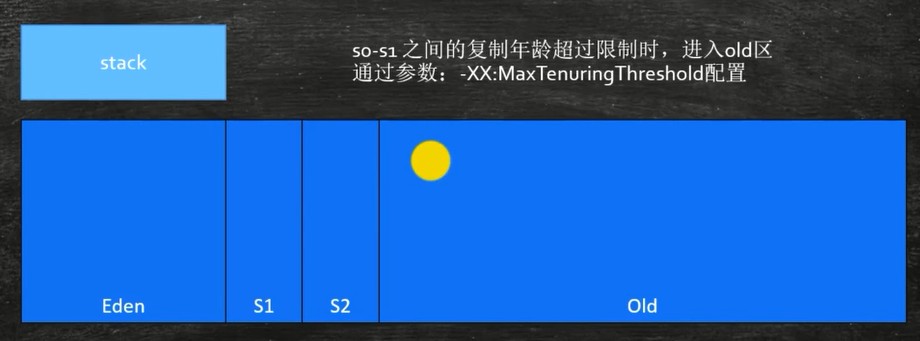 stack
s0-s1 之间的复制年龄超过限制时，进入old区
通过参数：-XX:MaxTenuringThreshold配置
Eden
S1
S2
Old